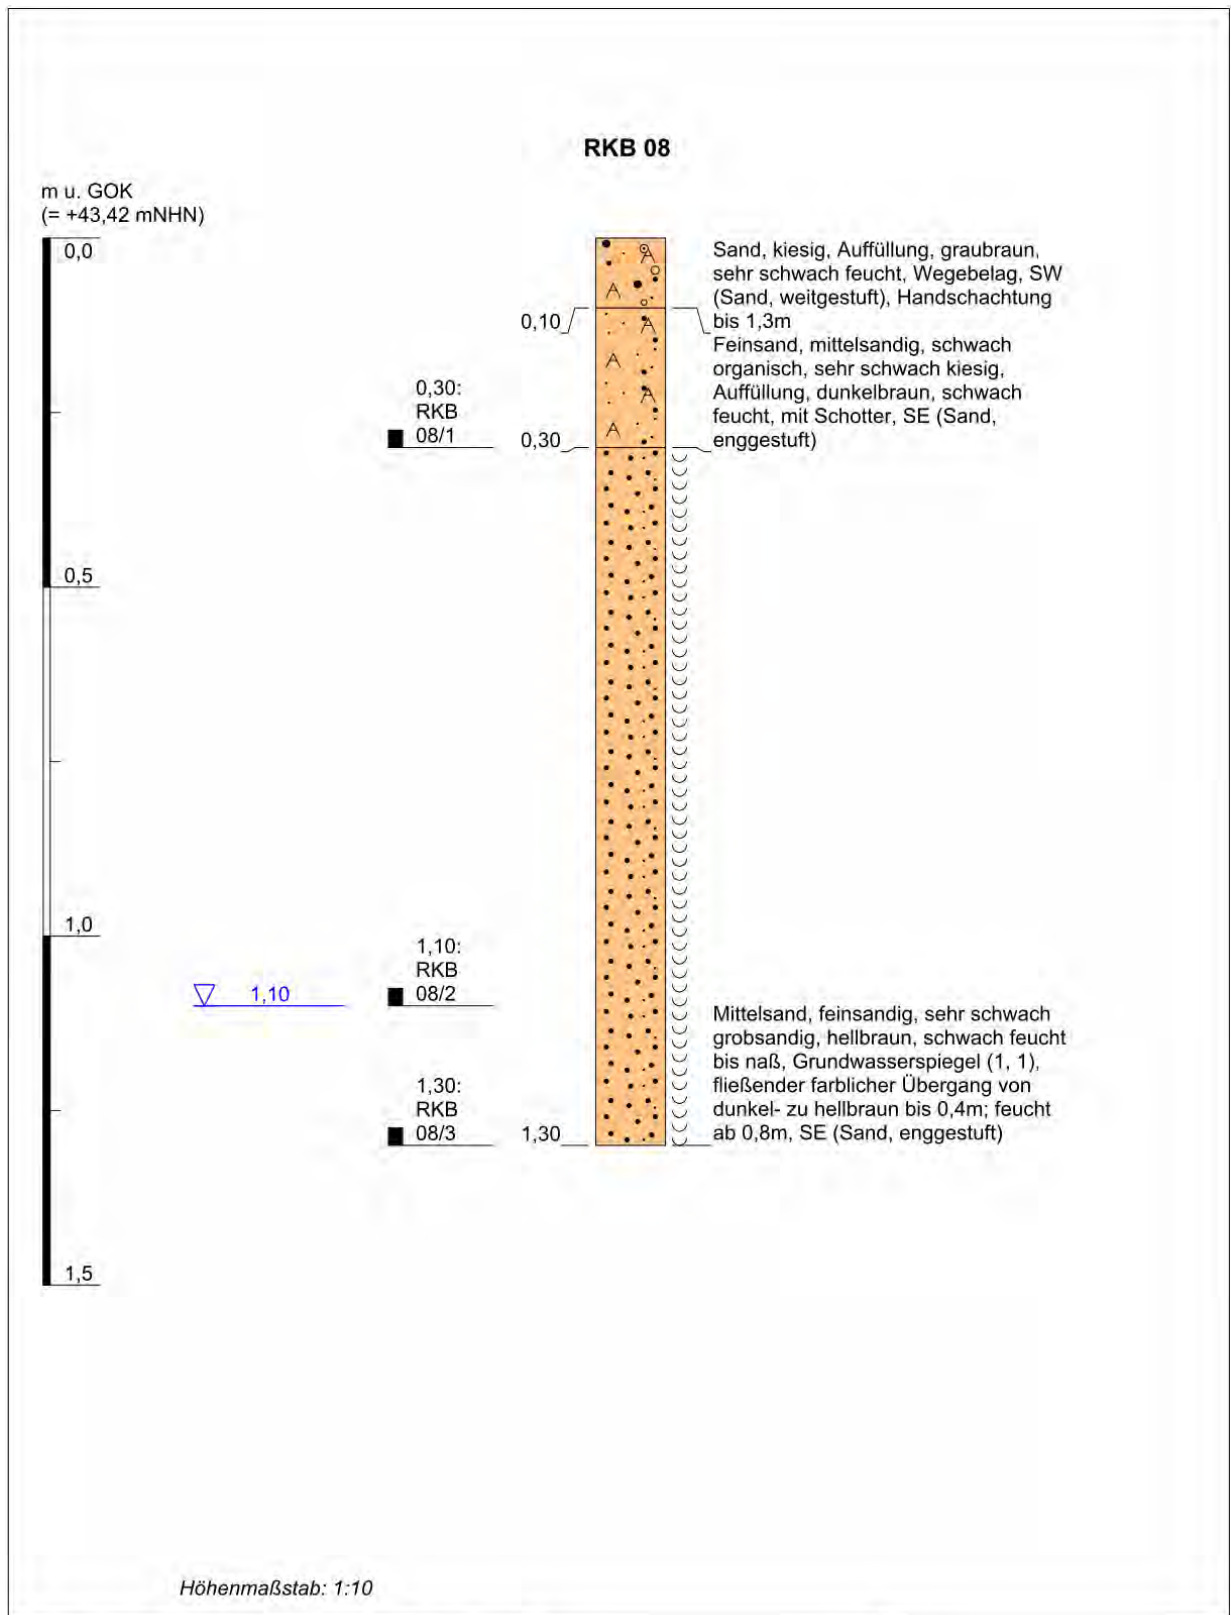 RKB 08
m u. GOK
(= +43,42 mNHN)
0,0
Sand, kiesig, Auffüllung, graubraun,
sehr schwach feucht, Wegebelag, SW
(Sand, weitgestuft), Handschachtung
bis 1,3m
0,10
Feinsand, mittelsandig, schwach
organisch, sehr schwach kiesig,
Auffüllung, dunkelbraun, schwach
feucht, mit Schotter, SE (Sand,
enggestuft)
A
A
A
A
A
A
0,30:
RKB
08/1
0,30
0,5
1,0
1,10:
RKB
08/2
1,10
Mittelsand, feinsandig, sehr schwach
grobsandig, hellbraun, schwach feucht
bis naß, Grundwasserspiegel (1, 1),
fließender farblicher Übergang von
dunkel- zu hellbraun bis 0,4m; feucht
ab 0,8m, SE (Sand, enggestuft)
1,30:
RKB
08/3
1,30
1,5
Höhenmaßstab: 1:10